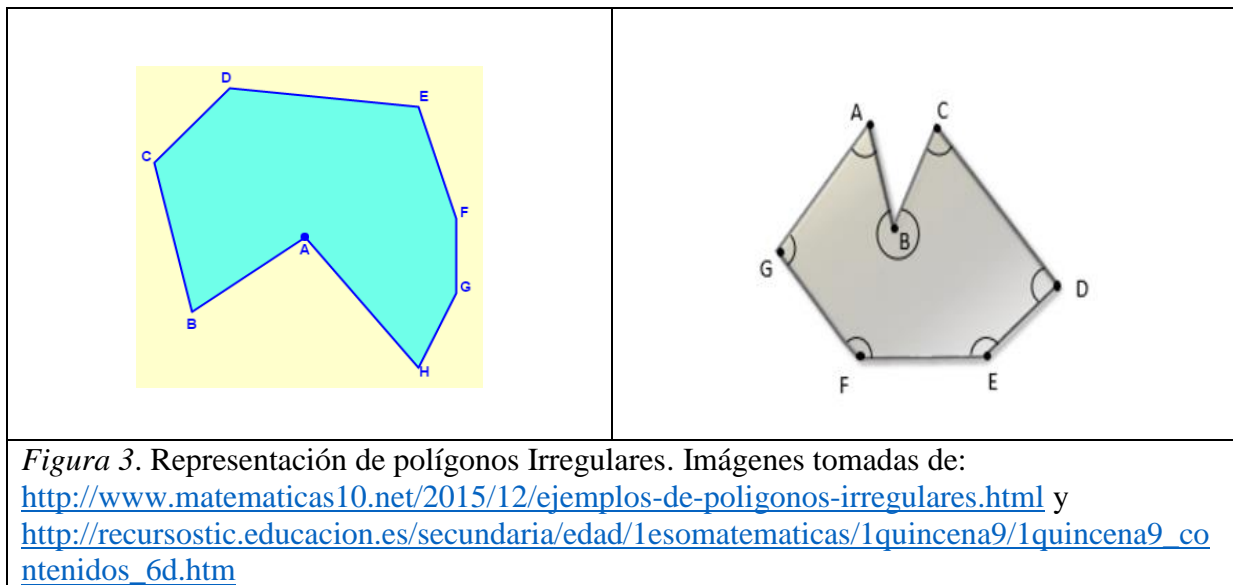 D
E
C
F
A
G
B
H
A
C
B
G
D
F
E
Figura 3. Representación de polígonos Irregulares. Imágenes tomadas de:
http://www.matematicas10.net/2015/12/ejemplos-de-poligonos-irregulares.html y
http://recursostic.educacion.es/secundaria/edad/1esomatematicas/1quincena9/1quincena9_co
ntenidos_6d.htm